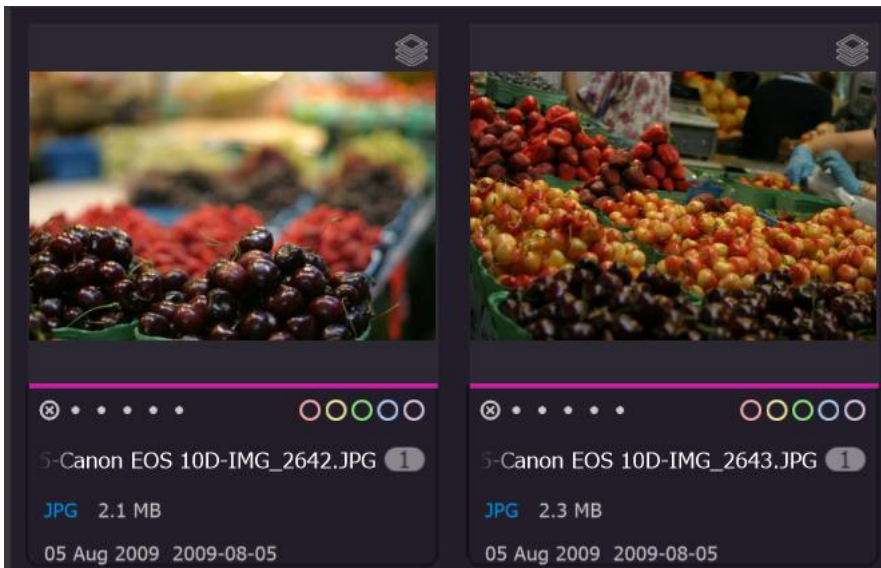 5-Canon EOS 10D-IMG_2642.JPG 1
JPG 2.1 MB
05 Aug 2009 2009-08-05
5-Canon EOS 10D-IMG_2643.JPG 1
JPG 2.3 MB
05 Aug 2009 2009-08-05